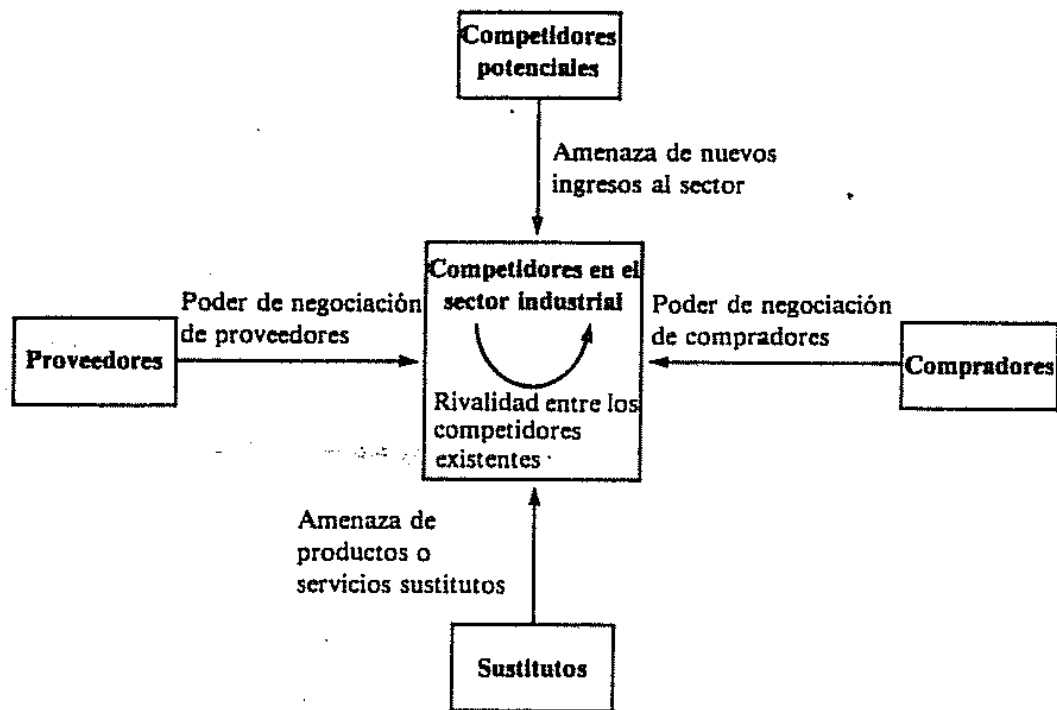 Competidores
potenciales
Amenaza de nuevos
ingresos al sector
Competidores en el
sector industrial
Poder de negociación
de proveedores
Proveedores
Poder de negociación
de compradores
Compradores
Rivalidad entre los
competidores
existentes
Amenaza de
productos o
servicios sustitutos
Sustitutos